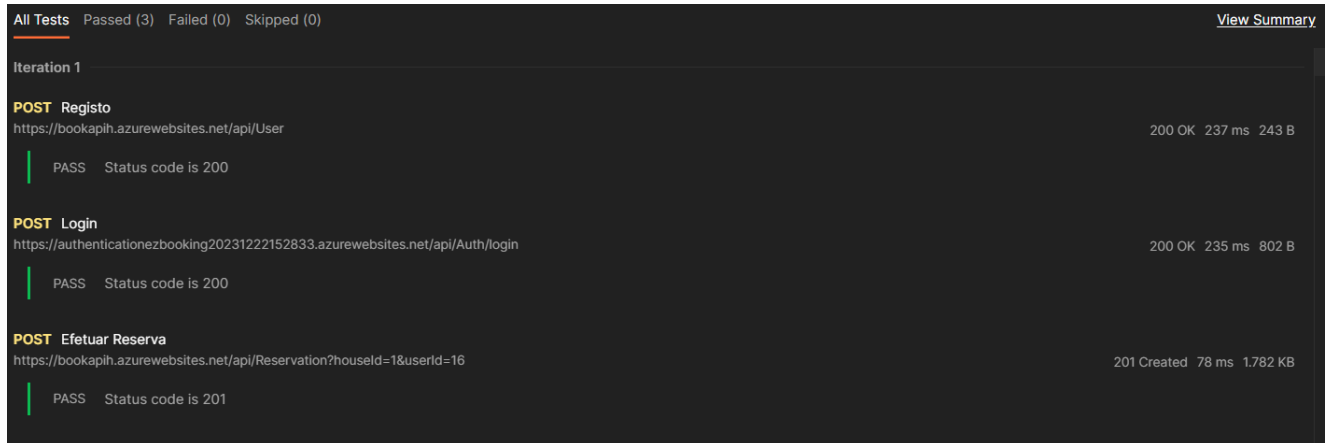 All Tests Passed (3) Failed (0) Skipped (0) View Summary
Iteration 1
POST Registo
https://bookapih.azurewebsites.net/api/User 200 OK 237 ms 243 B
PASS Status code is 200
POST Login
https://authenticationezbooking20231222152833.azurewebsites.net/api/Auth/login 200 OK 235 ms 802 B
PASS Status code is 200
POST Efetuar Reserva
https://bookapih.azurewebsites.net/api/Reservation?houseId=1&userId=16 201 Created 78 ms 1.782 KB
PASS Status code is 201